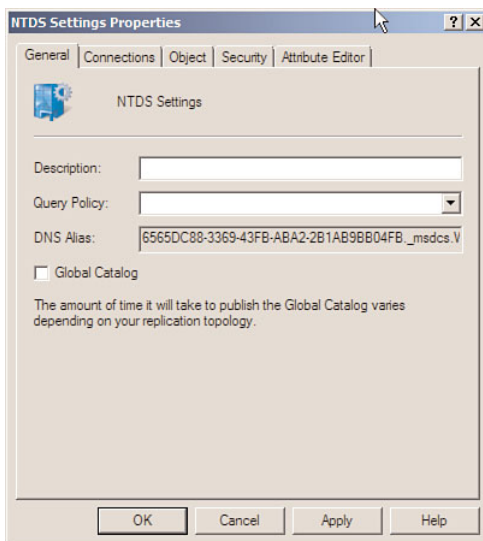 NTDS Settings Properties
General Connections Object Security Attribute Editor
NTDS Settings
Description:
Query Policy:
DNS Alias: 6565DC88-3369-43FB-ABA2-2B1AB9BB04FB._msdcs.V
Global Catalog
The amount of time it will take to publish the Global Catalog varies
depending on your replication topology.
OK Cancel Apply Help